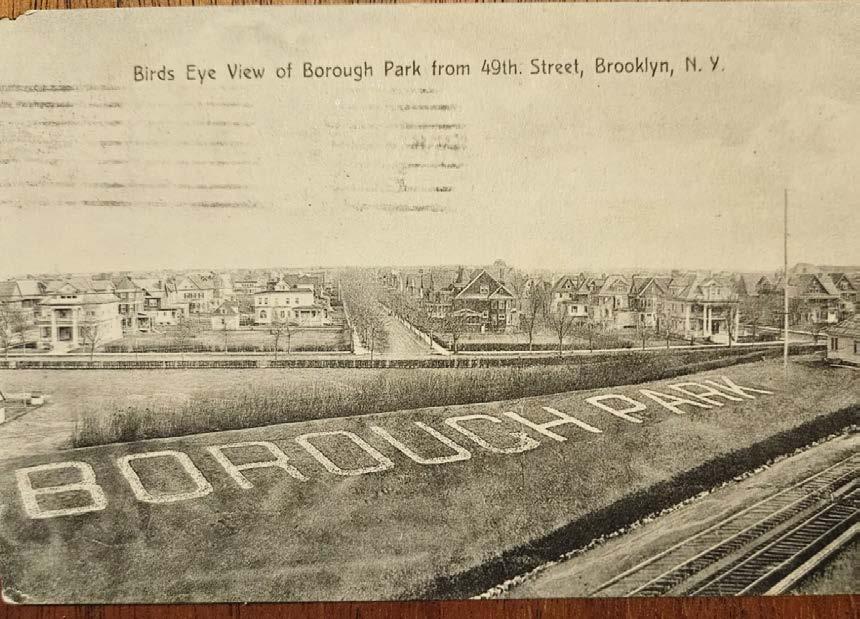 Birds Eye View of Borough Park from 49th. Street, Brooklyn, N. Y.
BOROUGH PARK